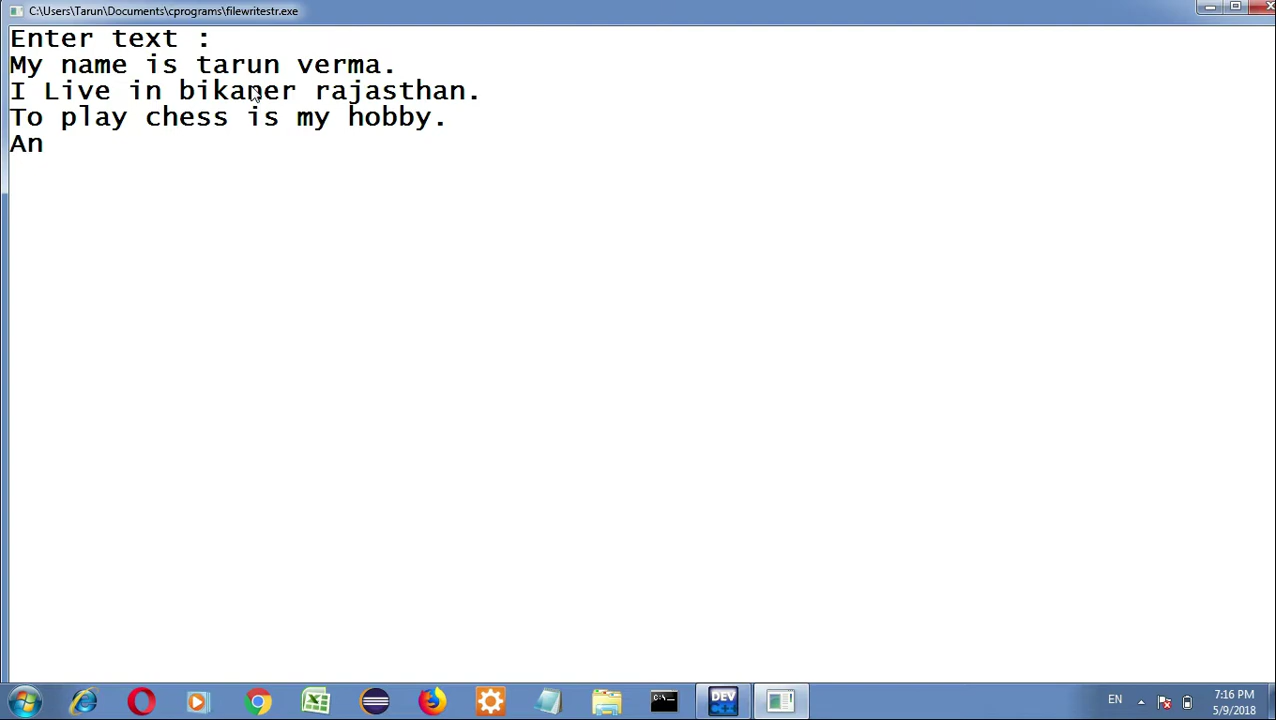 C:\Users\Tarun\Documents\cprograms\filewritestr.exe
Enter text :
My name is tarun verma.
I Live in bikaner rajasthan.
To play chess is my hobby.
An
DEV
C++
EN
7:16 PM
5/9/2018